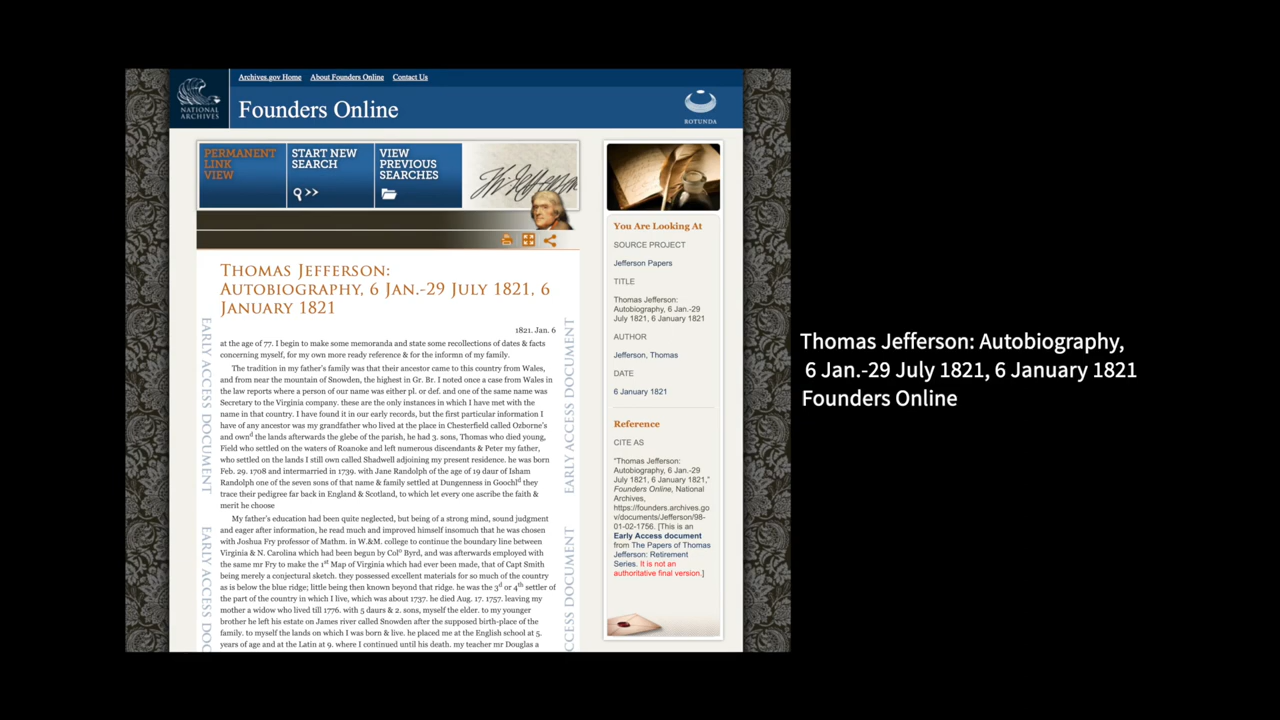 Archives.gov Home About Founders Online Contact Us
NATIONAL
ARCHIVES
Founders Online
ROTUNDA
PERMANENT
LINK
VIEW
START NEW
SEARCH
>>
VIEW
PREVIOUS
SEARCHES
Th: Jefferson
THOMAS JEFFERSON:
AUTOBIOGRAPHY, 6 JAN.-29 JULY 1821, 6
JANUARY 1821
EARLY ACCESS DOCUMENT
EARLY ACCESS DOCUMENT
1821. Jan. 6
at the age of 77. I begin to make some memoranda and state some recollections of dates & facts
concerning myself, for my own more ready reference & for the informn of my family.
The tradition in my father's family was that their ancestor came to this country from Wales,
and from near the mountain of Snowden, the highest in Gr. Br. I noted once a case from Wales in
the law reports where a person of our name was either pl. or def. and one of the same name was
Secretary to the Virginia company. these are the only instances in which I have met with the
name in that country. I have found it in our early records, but the first particular information I
have of any ancestor was my grandfather who lived at the place in Chesterfield called Ozborne's
and ownd the lands afterwards the glebe of the parish, he had 3. sons, Thomas who died young,
Field who settled on the waters of Roanoke and left numerous discendants & Peter my father,
who settled on the lands I still own called Shadwell adjoining my present residence. he was born
Feb. 29. 1708 and intermarried in 1739. with Jane Randolph of the age of 19 daur of Isham
Randolph one of the seven sons of that name & family settled at Dungenness in Goochld they
trace their pedigree far back in England & Scotland, to which let every one ascribe the faith &
merit he choose
My father's education had been quite neglected, but being of a strong mind, sound judgment
and eager after information, he read much and improved himself insomuch that he was chosen
with Joshua Fry professor of Mathm. in W.&M. college to continue the boundary line between
Virginia & N. Carolina which had been begun by Colo Byrd, and was afterwards employed with
the same mr Fry to make the 1st Map of Virginia which had ever been made, that of Capt Smith
being merely a conjectural sketch. they possessed excellent materials for so much of the country
as is below the blue ridge; little being then known beyond that ridge. he was the 3d or 4th settler of
the part of the country in which I live, which was about 1737. he died Aug. 17. 1757. leaving my
mother a widow who lived till 1776. with 5 daurs & 2. sons, myself the elder. to my younger
brother he left his estate on James river called Snowden after the supposed birth-place of the
family. to myself the lands on which I was born & live. he placed me at the English school at 5.
years of age and at the Latin at 9. where I continued until his death. my teacher mr Douglas a
EARLY ACCESS DOC
CCESS DOCUMENT
You Are Looking At
SOURCE PROJECT
Jefferson Papers
TITLE
Thomas Jefferson:
Autobiography, 6 Jan.-29
July 1821, 6 January 1821
AUTHOR
Jefferson, Thomas
DATE
6 January 1821
Reference
CITE AS
"Thomas Jefferson:
Autobiography, 6 Jan.-29
July 1821, 6 January 1821,"
Founders Online, National
Archives,
https://founders.archives.go
v/documents/Jefferson/98-
01-02-1756. [This is an
Early Access document
from The Papers of Thomas
Jefferson: Retirement
Series. It is not an
authoritative final version.]
Thomas Jefferson: Autobiography,
6 Jan.-29 July 1821, 6 January 1821
Founders Online